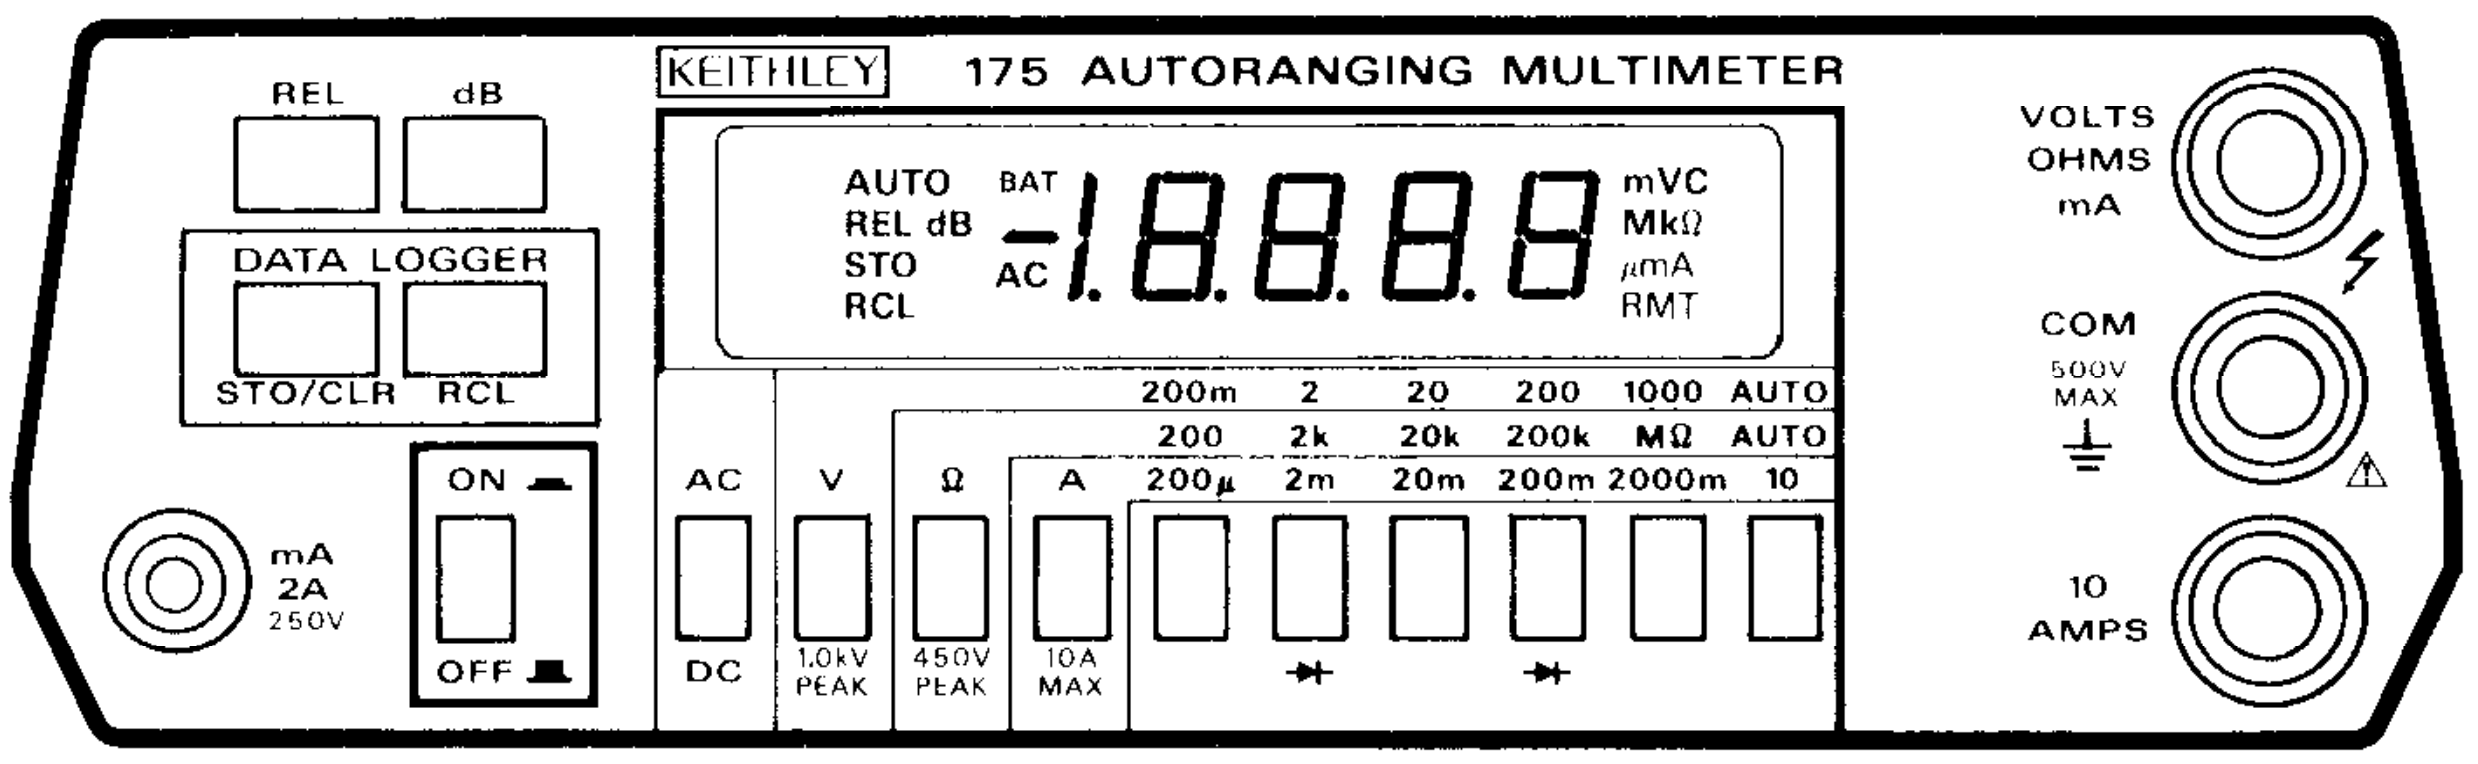 KEITHLEY 175 AUTORANGING MULTIMETER
REL dB
DATA LOGGER
STO/CLR RCL
ON
OFF
mA
2A
250V
AUTO BAT -1.8.8.8.8 mVC
REL dB MkΩ
STO AC μmA
RCL RMT
200m 2 20 200 1000 AUTO
200 2k 20k 200k MΩ AUTO
AC V Ω A 200μ 2m 20m 200m 2000m 10
DC
1.0kV
PEAK
450V
PEAK
10A
MAX
VOLTS
OHMS
mA
COM
500V
MAX
10
AMPS